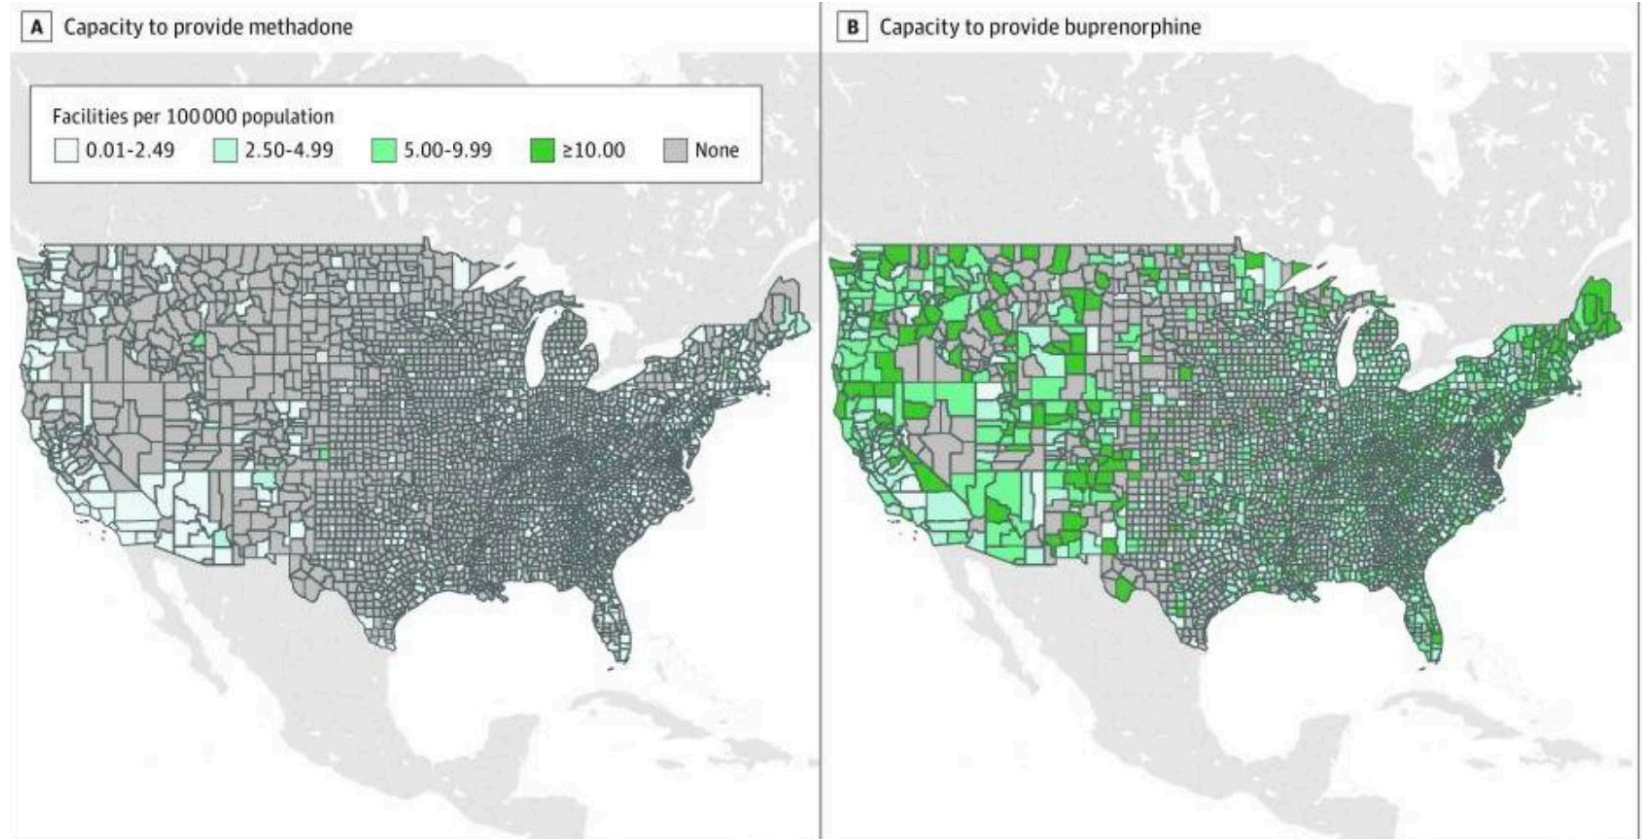 A Capacity to provide methadone
B Capacity to provide buprenorphine
Facilities per 100 000 population
0.01-2.49 2.50-4.99 5.00-9.99 ≥10.00 None